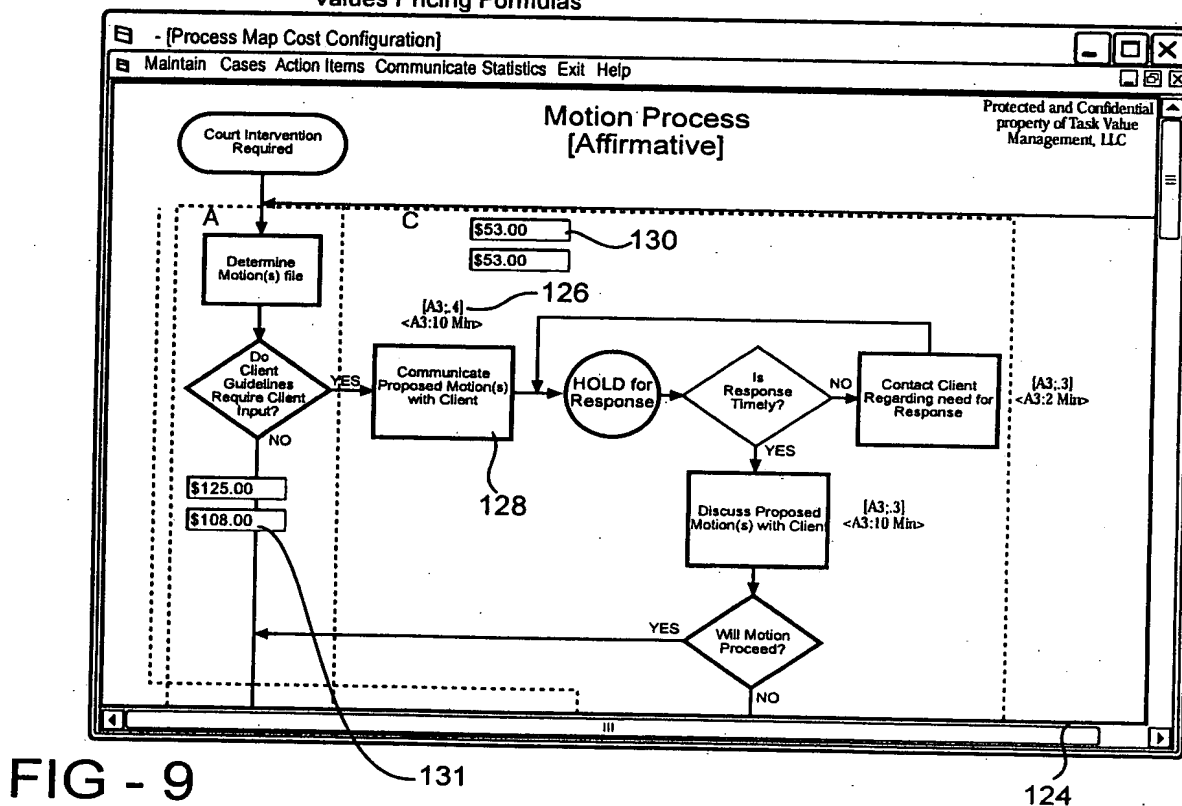 Values Pricing Formulas
- [Process Map Cost Configuration]
Maintain Cases Action Items Communicate Statistics Exit Help
Motion Process
[Affirmative]
Protected and Confidential
property of Task Value
Management, LLC
Court Intervention
Required
A
C
$53.00
130
$53.00
Determine
Motion(s) file
[A3;.4]
126
<A3:10 Min>
Do
Client
Guidelines
Require Client
Input?
YES
Communicate
Proposed Motion(s)
with Client
HOLD for
Response
Is
Response
Timely?
NO
Contact Client
Regarding need for
Response
[A3;.3]
<A3:2 Min>
NO
YES
128
$125.00
$108.00
Discuss Proposed
Motion(s) with Client
[A3;.3]
<A3:10 Min>
YES
Will Motion
Proceed?
NO
FIG - 9
131
124